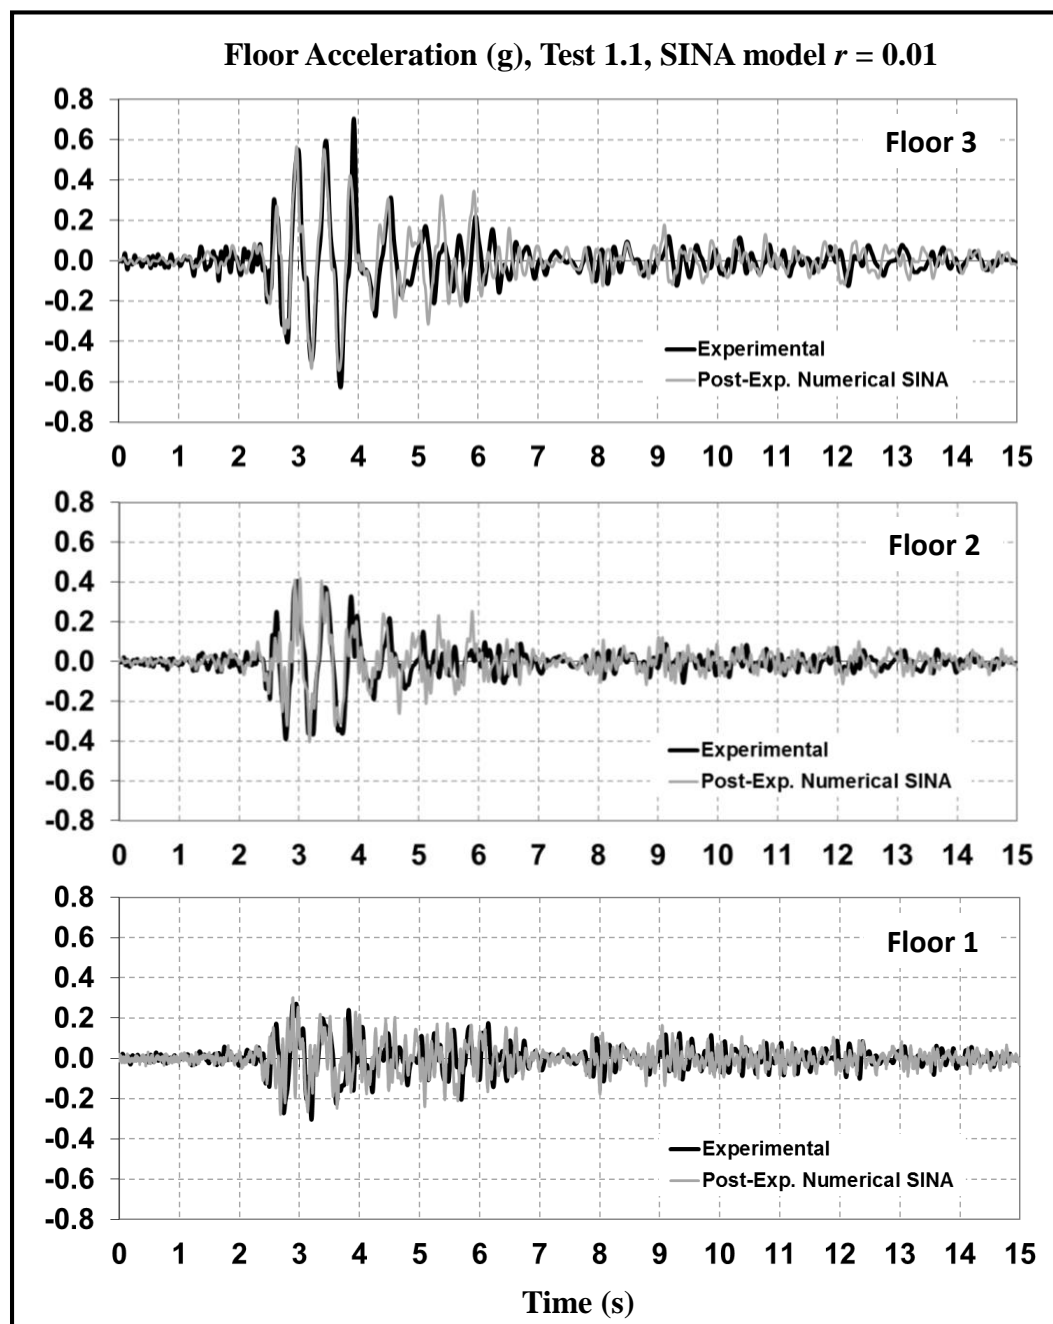 Floor Acceleration (g), Test 1.1, SINA model r = 0.01
0.8
0.6
0.4
0.2
0.0
-0.2
-0.4
-0.6
-0.8
Floor 3
Experimental
Post-Exp. Numerical SINA
0 1 2 3 4 5 6 7 8 9 10 11 12 13 14 15
0.8
0.6
0.4
0.2
0.0
-0.2
-0.4
-0.6
-0.8
Floor 2
Experimental
Post-Exp. Numerical SINA
0 1 2 3 4 5 6 7 8 9 10 11 12 13 14 15
0.8
0.6
0.4
0.2
0.0
-0.2
-0.4
-0.6
-0.8
Floor 1
Experimental
Post-Exp. Numerical SINA
0 1 2 3 4 5 6 7 8 9 10 11 12 13 14 15
Time (s)